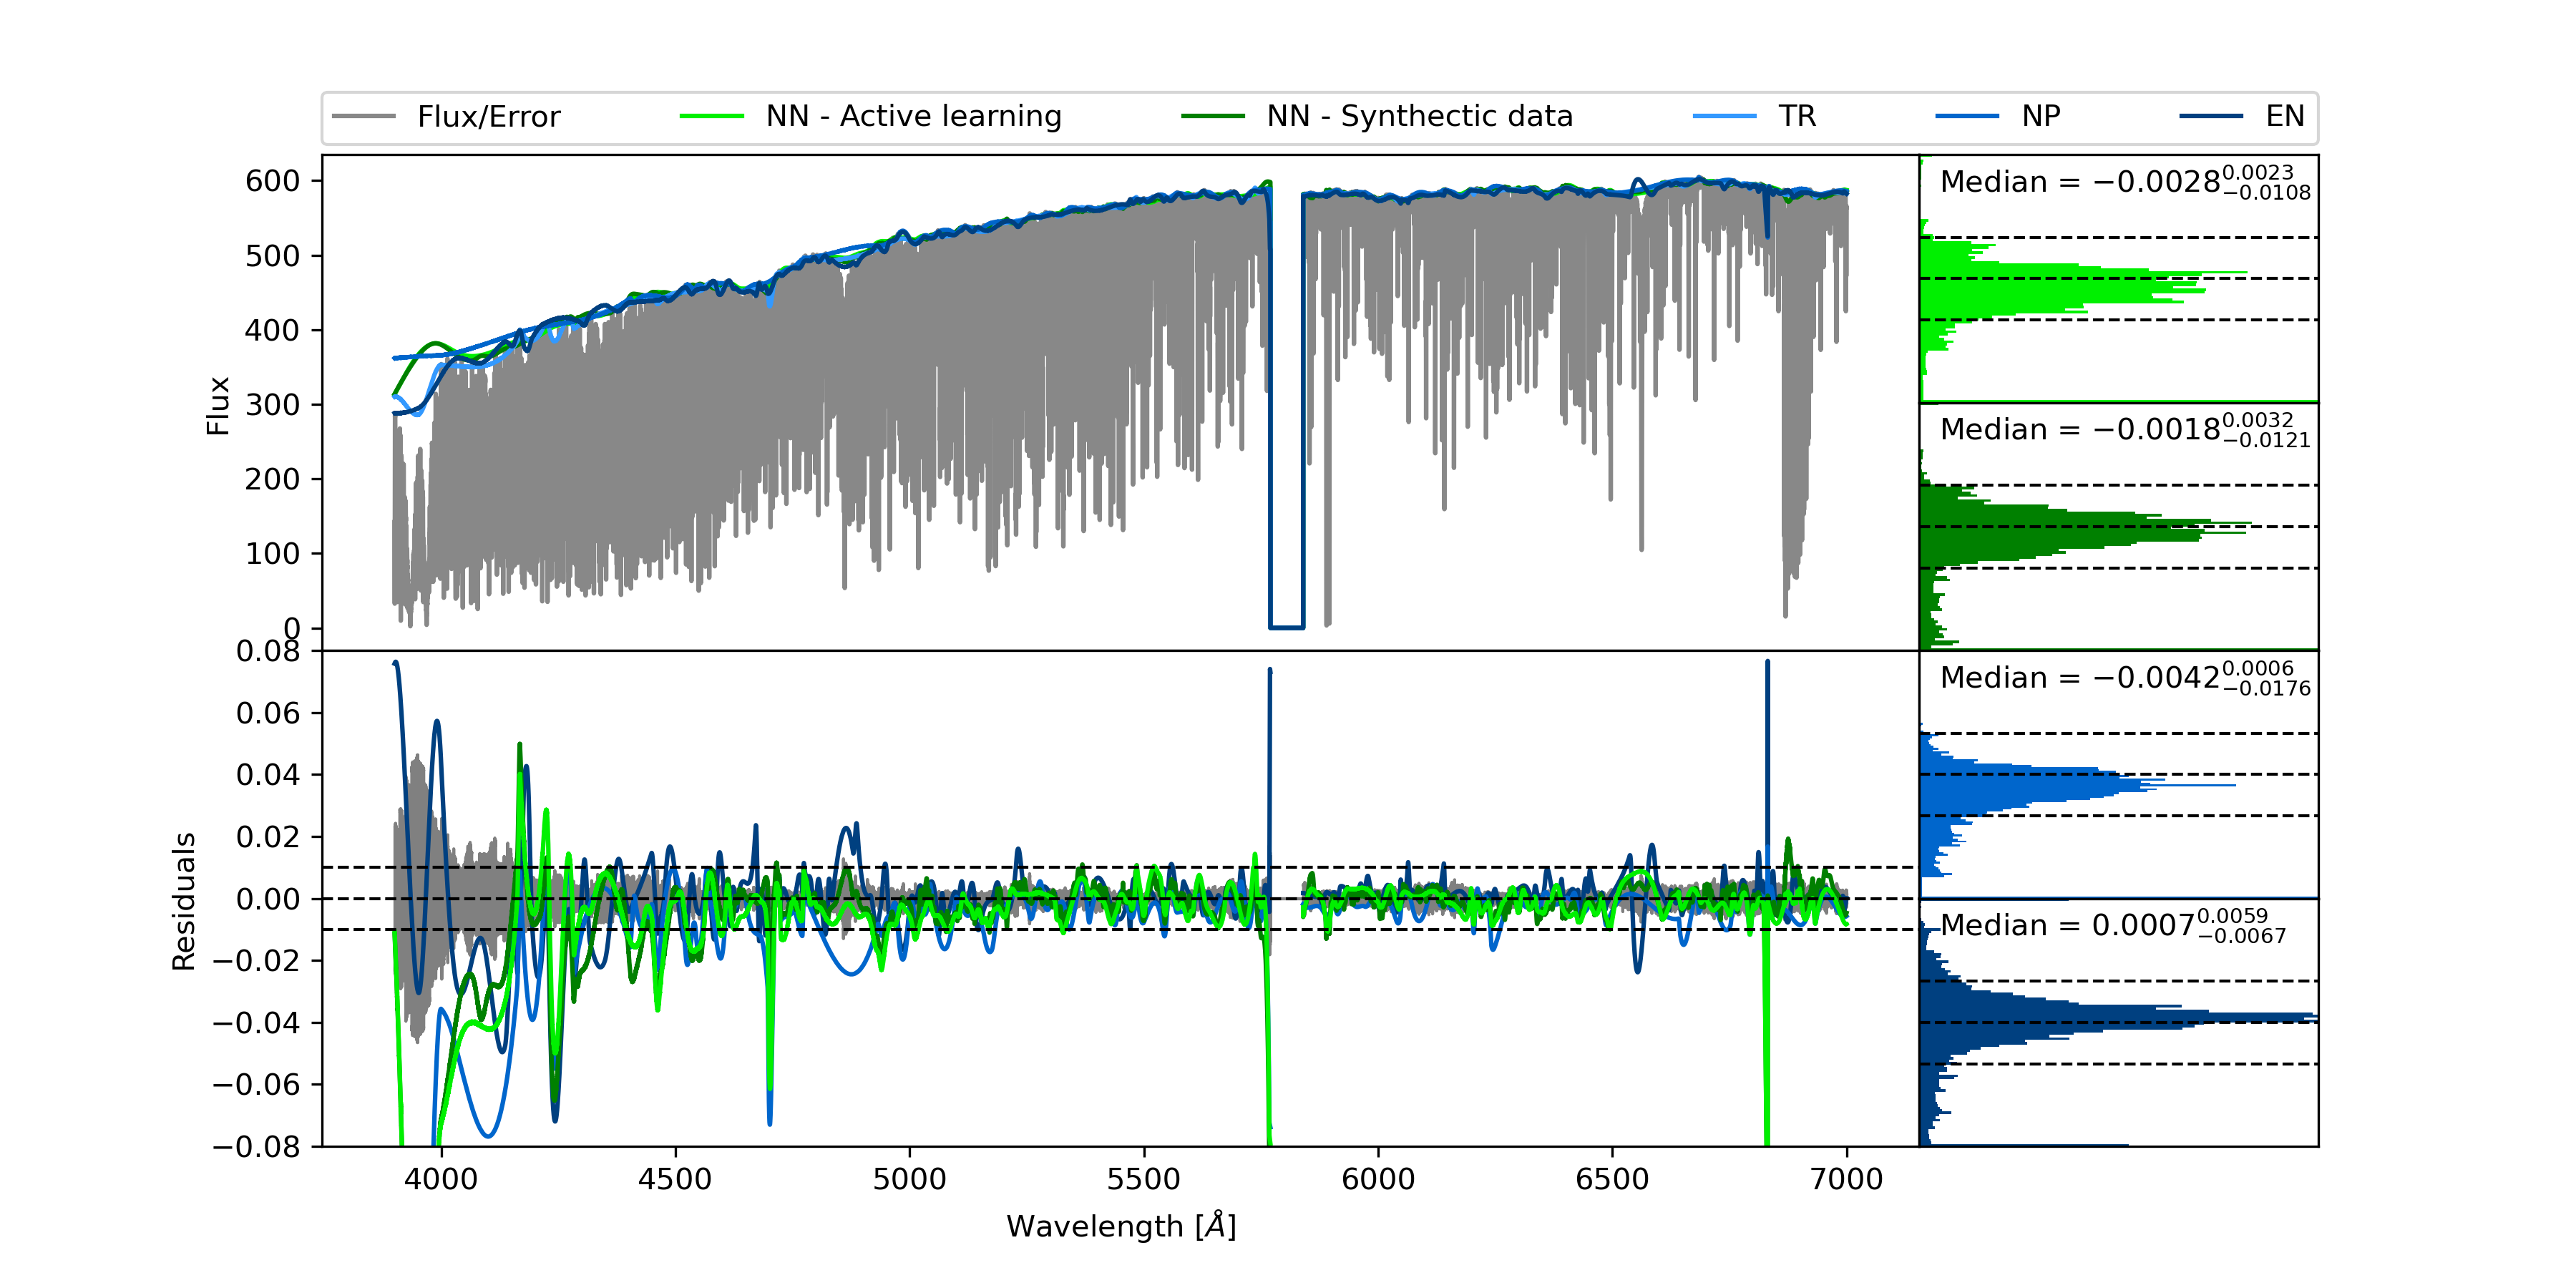 Flux/Error NN - Active learning NN - Synthectic data TR NP EN
600
500
400
300
200
100
0
Flux
Median = −0.0028 0.0023 −0.0108
Median = −0.0018 0.0032 −0.0121
0.08
0.06
0.04
0.02
0.00
−0.02
−0.04
−0.06
−0.08
Residuals
Median = −0.0042 0.0006 −0.0176
Median = 0.0007 0.0059 −0.0067
4000 4500 5000 5500 6000 6500 7000
Wavelength [Å]